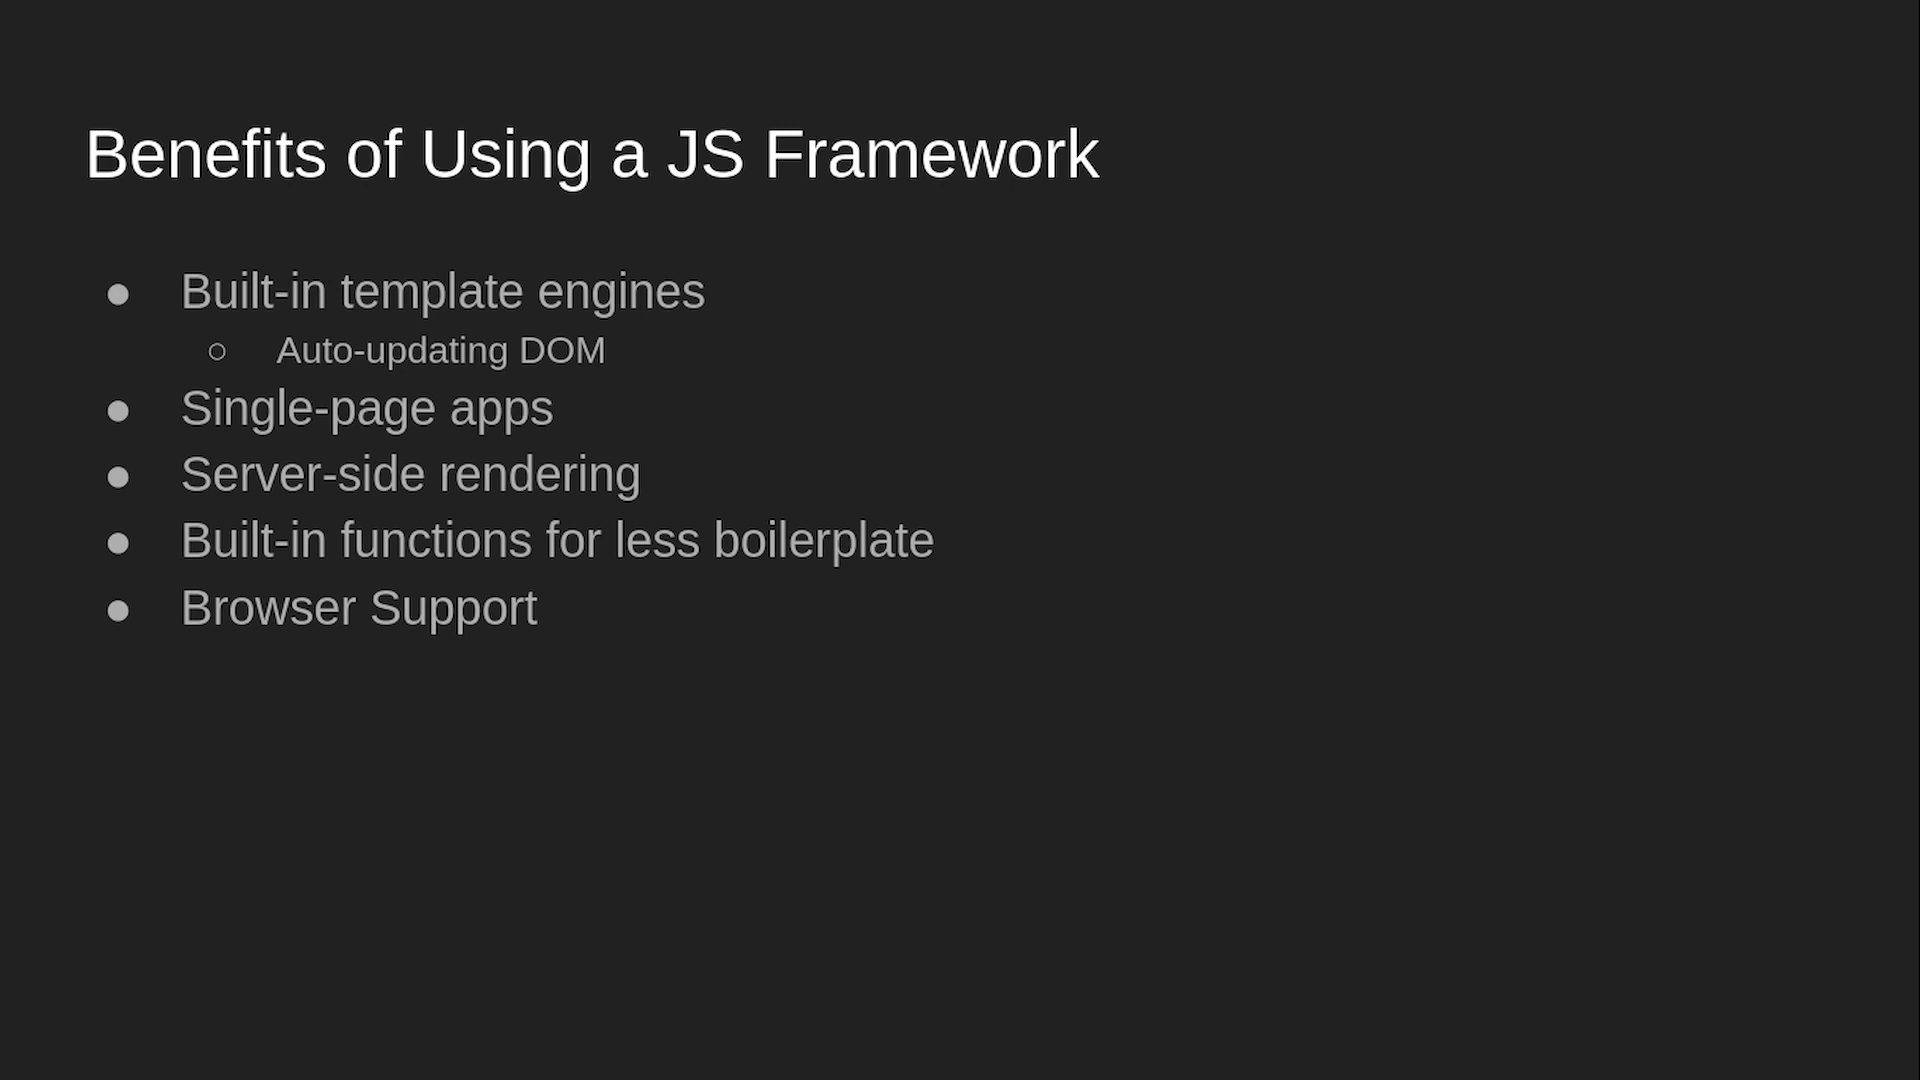 Benefits of Using a JS Framework
● Built-in template engines
○ Auto-updating DOM
● Single-page apps
● Server-side rendering
● Built-in functions for less boilerplate
● Browser Support